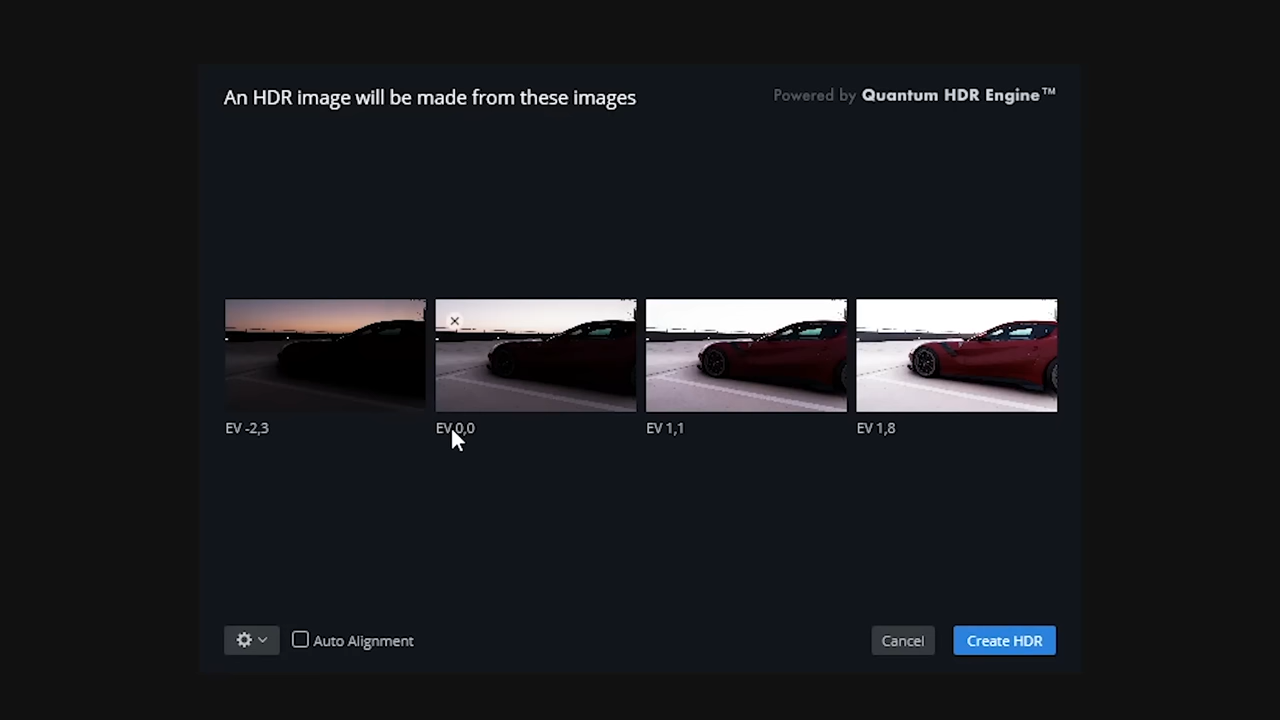 An HDR image will be made from these images
Powered by Quantum HDR Engine™
EV -2,3
EV 0,0
EV 1,1
EV 1,8
Auto Alignment
Cancel
Create HDR